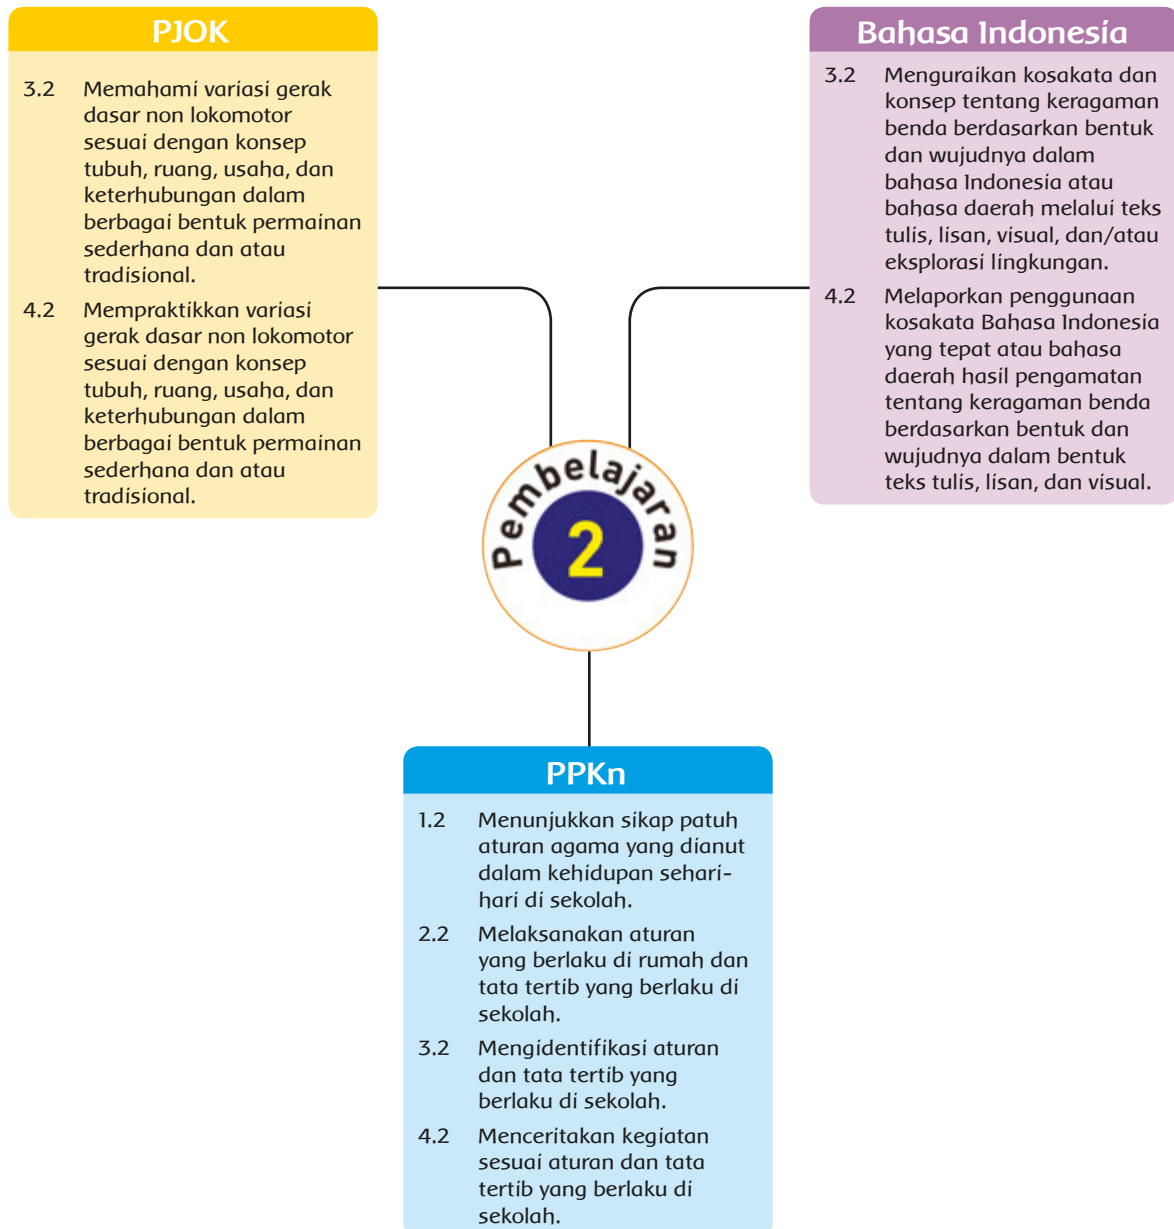 PJOK
3.2 Memahami variasi gerak
dasar non lokomotor
sesuai dengan konsep
tubuh, ruang, usaha, dan
keterhubungan dalam
berbagai bentuk permainan
sederhana dan atau
tradisional.
4.2 Mempraktikkan variasi
gerak dasar non lokomotor
sesuai dengan konsep
tubuh, ruang, usaha, dan
keterhubungan dalam
berbagai bentuk permainan
sederhana dan atau
tradisional.
Bahasa Indonesia
3.2 Menguraikan kosakata dan
konsep tentang keragaman
benda berdasarkan bentuk
dan wujudnya dalam
bahasa Indonesia atau
bahasa daerah melalui teks
tulis, lisan, visual, dan/atau
eksplorasi lingkungan.
4.2 Melaporkan penggunaan
kosakata Bahasa Indonesia
yang tepat atau bahasa
daerah hasil pengamatan
tentang keragaman benda
berdasarkan bentuk dan
wujudnya dalam bentuk
teks tulis, lisan, dan visual.
Pembelajaran
2
PPKn
1.2 Menunjukkan sikap patuh
aturan agama yang dianut
dalam kehidupan sehari-
hari di sekolah.
2.2 Melaksanakan aturan
yang berlaku di rumah dan
tata tertib yang berlaku di
sekolah.
3.2 Mengidentifikasi aturan
dan tata tertib yang
berlaku di sekolah.
4.2 Menceritakan kegiatan
sesuai aturan dan tata
tertib yang berlaku di
sekolah.